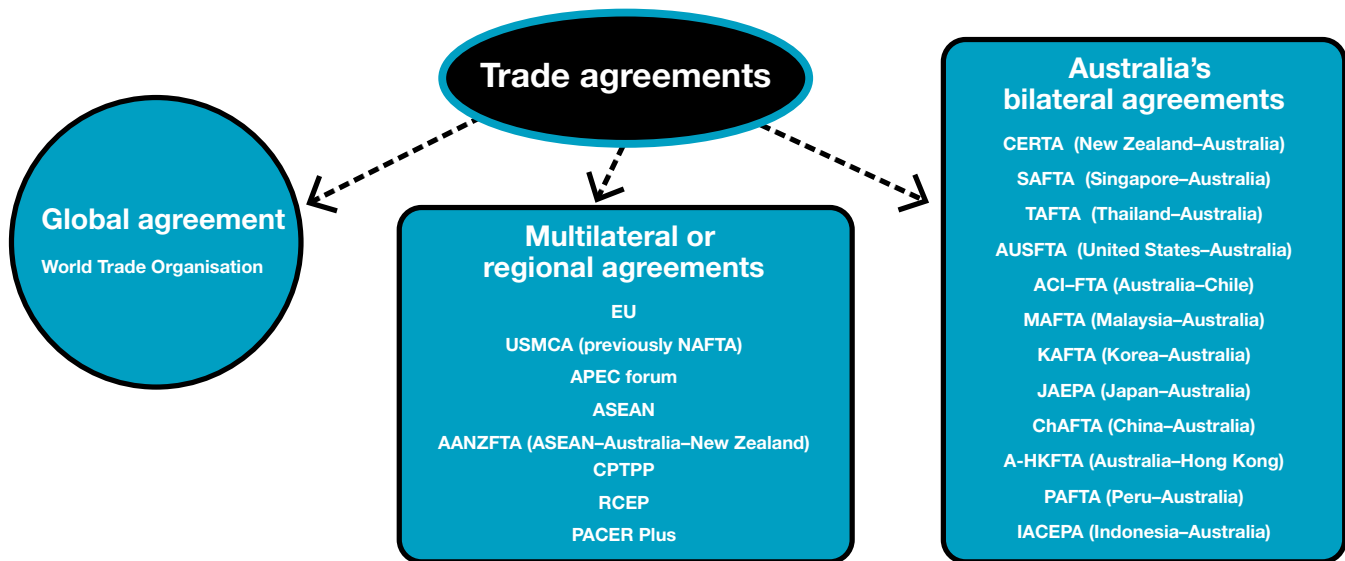 Trade agreements
Global agreement
World Trade Organisation
Multilateral or
regional agreements
EU
USMCA (previously NAFTA)
APEC forum
ASEAN
AANZFTA (ASEAN–Australia–New Zealand)
CPTPP
RCEP
PACER Plus
Australia’s
bilateral agreements
CERTA (New Zealand–Australia)
SAFTA (Singapore–Australia)
TAFTA (Thailand–Australia)
AUSFTA (United States–Australia)
ACI–FTA (Australia–Chile)
MAFTA (Malaysia–Australia)
KAFTA (Korea–Australia)
JAEPA (Japan–Australia)
ChAFTA (China–Australia)
A-HKFTA (Australia–Hong Kong)
PAFTA (Peru–Australia)
IACEPA (Indonesia–Australia)